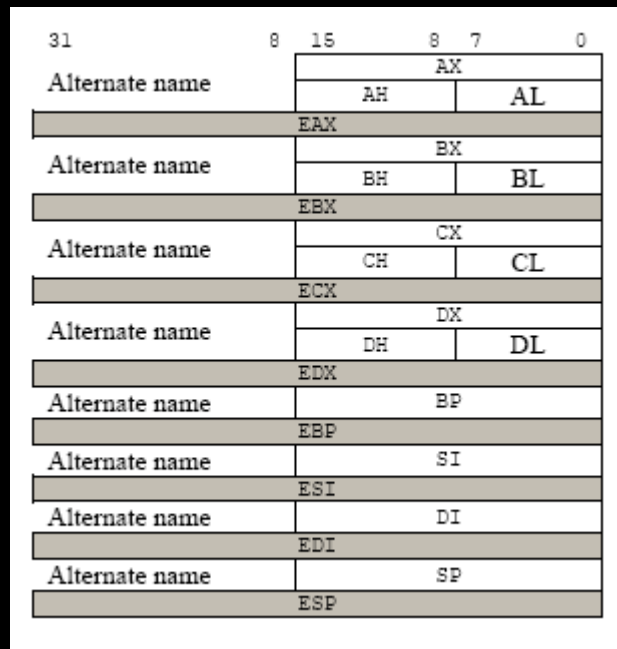 31 8 15 8 7 0
AX
Alternate name
AH AL
EAX
BX
Alternate name
BH BL
EBX
CX
Alternate name
CH CL
ECX
DX
Alternate name
DH DL
EDX
Alternate name BP
EBP
Alternate name SI
ESI
Alternate name DI
EDI
Alternate name SP
ESP